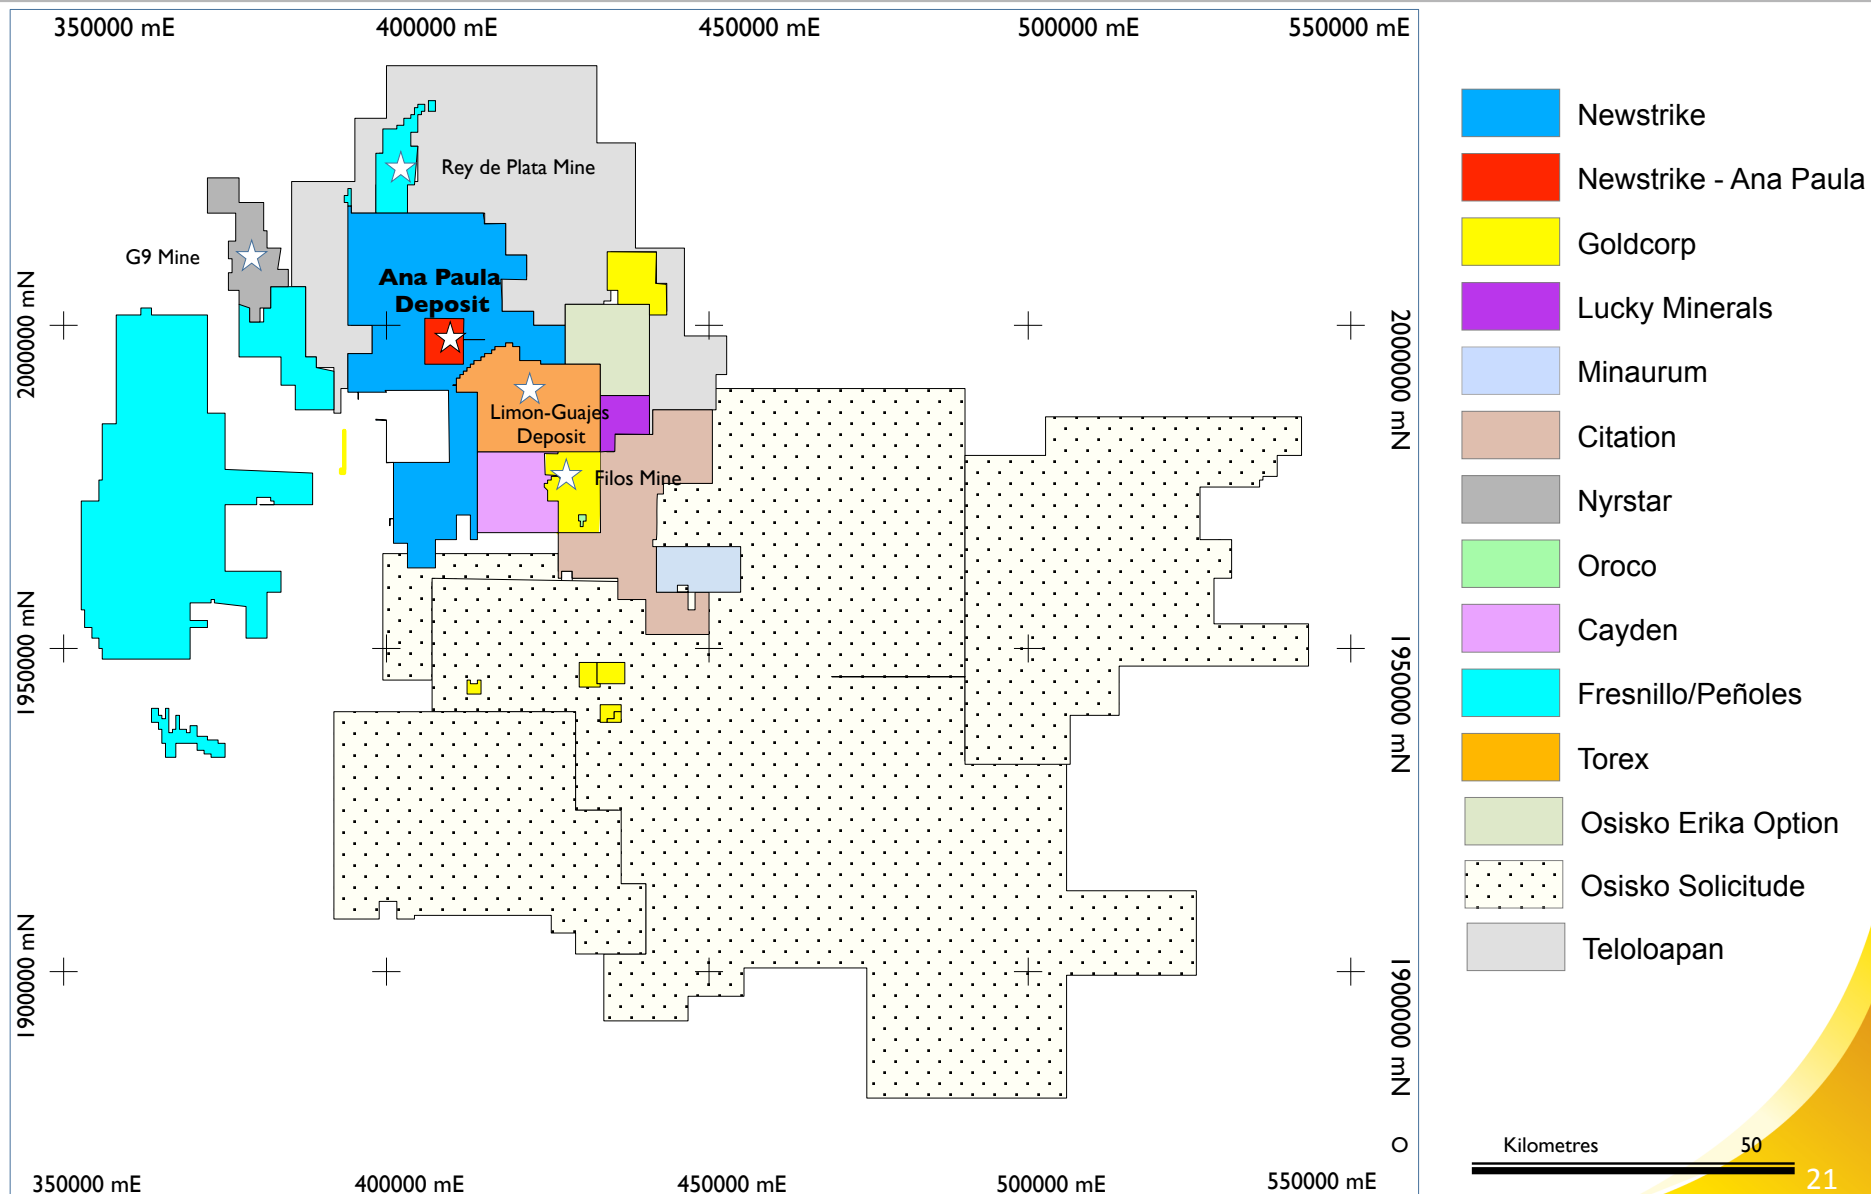 350000 mE 400000 mE 450000 mE 500000 mE 550000 mE
Newstrike
Newstrike - Ana Paula
Goldcorp
Lucky Minerals
Minaurum
Citation
Nyrstar
Oroco
Cayden
Fresnillo/Peñoles
Torex
Osisko Erika Option
Osisko Solicitude
Teloloapan
Rey de Plata Mine
G9 Mine
Ana Paula
Deposit
Limon-Guajes
Deposit
Filos Mine
2000000 mN
1950000 mN
1900000 mN
2000000 mN
1950000 mN
1900000 mN
O
Kilometres 50
350000 mE 400000 mE 450000 mE 500000 mE 550000 mE
21